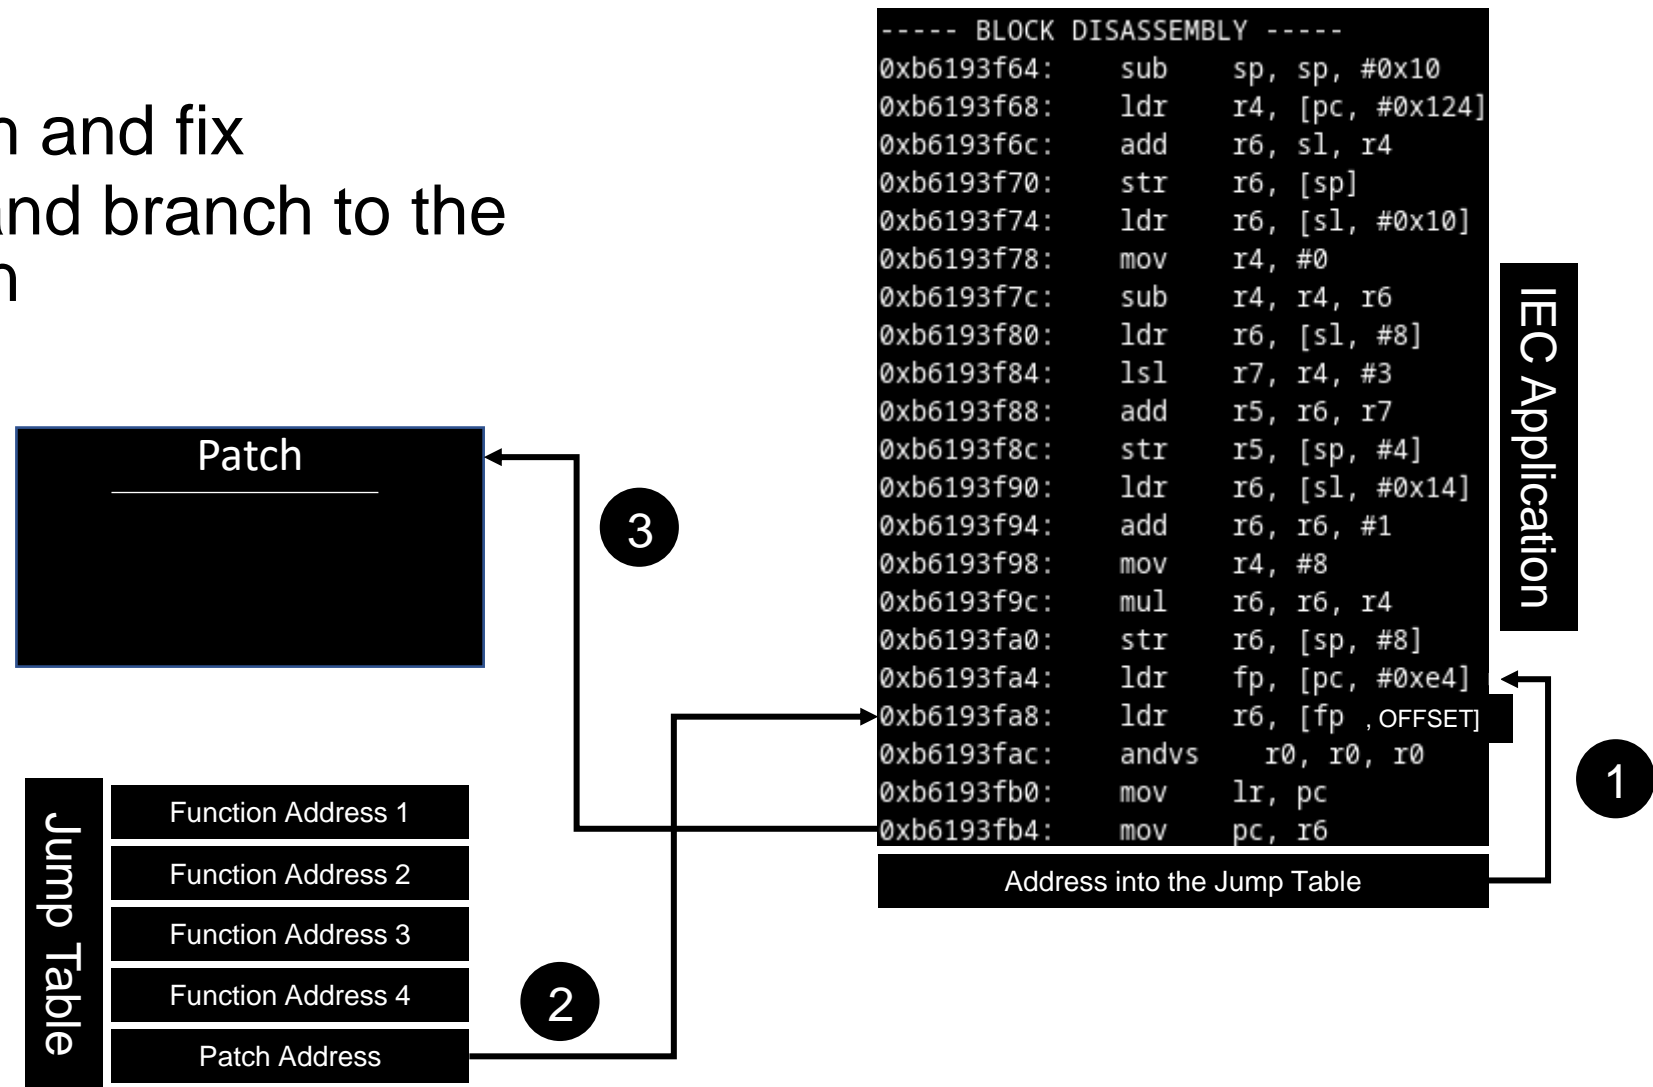 n and fix
and branch to the
n
----- BLOCK DISASSEMBLY -----
0xb6193f64: sub sp, sp, #0x10
0xb6193f68: ldr r4, [pc, #0x124]
0xb6193f6c: add r6, sl, r4
0xb6193f70: str r6, [sp]
0xb6193f74: ldr r6, [sl, #0x10]
0xb6193f78: mov r4, #0
0xb6193f7c: sub r4, r4, r6
0xb6193f80: ldr r6, [sl, #8]
0xb6193f84: lsl r7, r4, #3
0xb6193f88: add r5, r6, r7
0xb6193f8c: str r5, [sp, #4]
0xb6193f90: ldr r6, [sl, #0x14]
0xb6193f94: add r6, r6, #1
0xb6193f98: mov r4, #8
0xb6193f9c: mul r6, r6, r4
0xb6193fa0: str r6, [sp, #8]
0xb6193fa4: ldr fp, [pc, #0xe4]
0xb6193fa8: ldr r6, [fp , OFFSET]
0xb6193fac: andvs r0, r0, r0
0xb6193fb0: mov lr, pc
0xb6193fb4: mov pc, r6
Address into the Jump Table
IEC Application
1
Patch
3
Jump Table
Function Address 1
Function Address 2
Function Address 3
Function Address 4
Patch Address
2